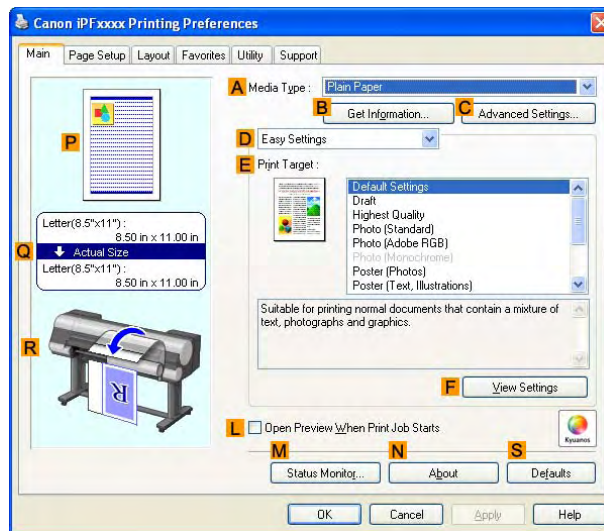 Canon iPFxxxx Printing Preferences
Main Page Setup Layout Favorites Utility Support
A Media Type : Plain Paper
B Get Information... C Advanced Settings...
D Easy Settings
E Print Target :
P
Default Settings
Draft
Highest Quality
Photo (Standard)
Photo (Adobe RGB)
Photo (Monochrome)
Poster (Photos)
Poster (Text, Illustrations)
Letter(8.5"x11") :
8.50 in x 11.00 in
Q Actual Size
Letter(8.5"x11") :
8.50 in x 11.00 in
Suitable for printing normal documents that contain a mixture of
text, photographs and graphics.
R
R
F View Settings
L Open Preview When Print Job Starts
Kyuanos
M N S
Status Monitor... About Defaults
OK Cancel Apply Help